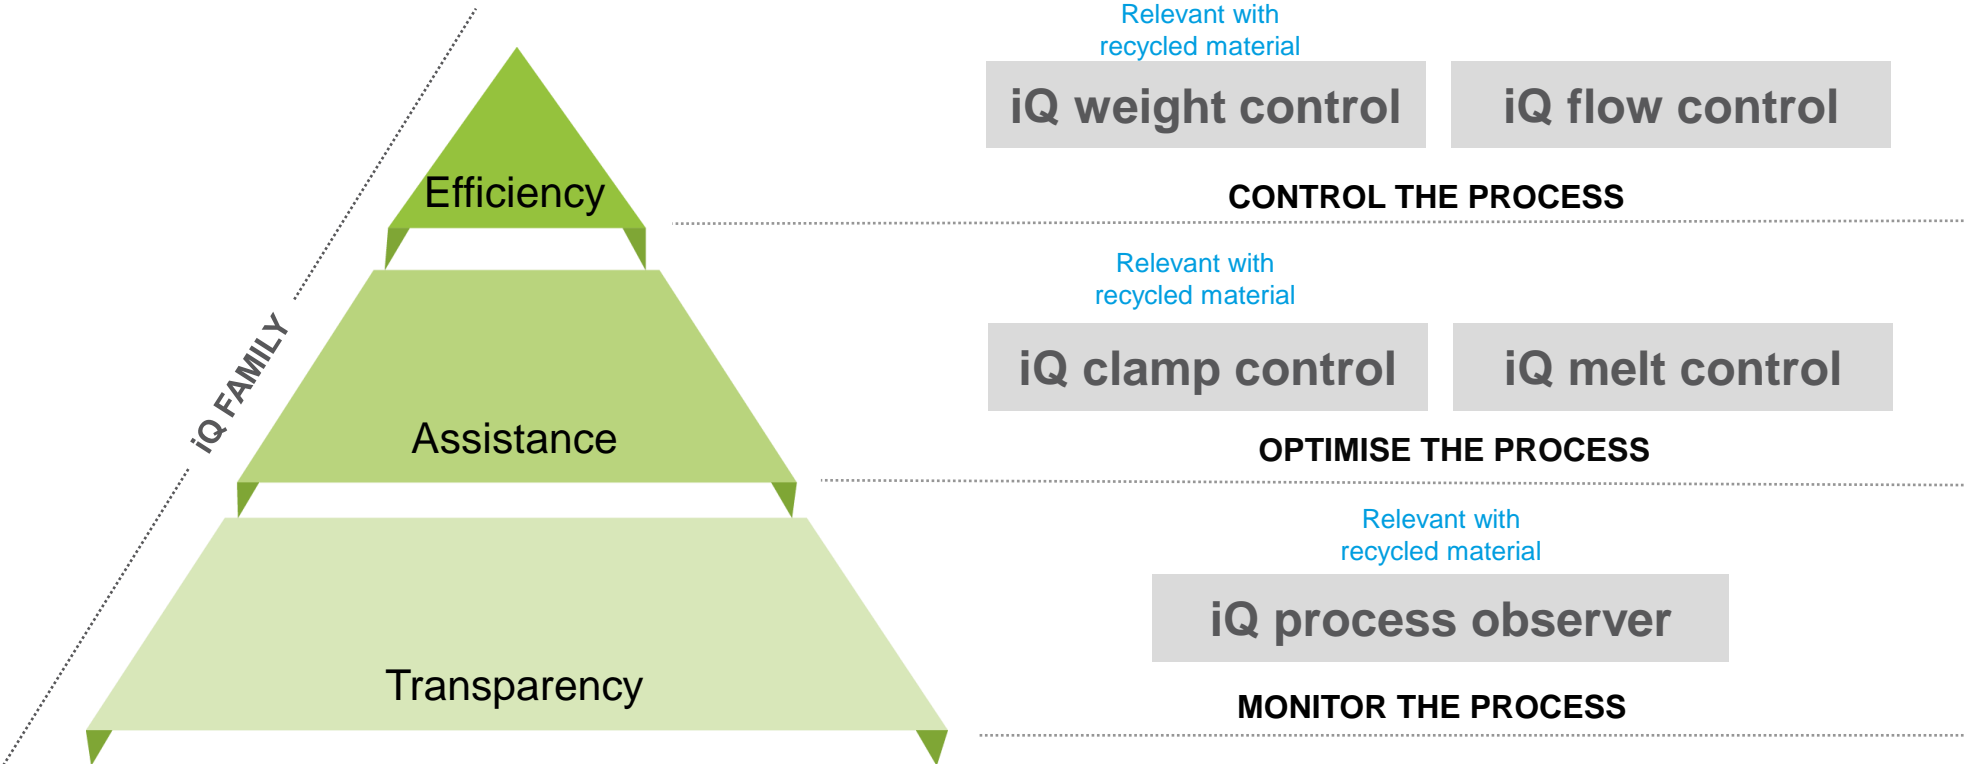 Relevant with
recycled material
iQ weight control
iQ flow control
Efficiency
CONTROL THE PROCESS
Relevant with
recycled material
iQ FAMILY
iQ clamp control
iQ melt control
Assistance
OPTIMISE THE PROCESS
Relevant with
recycled material
iQ process observer
Transparency
MONITOR THE PROCESS